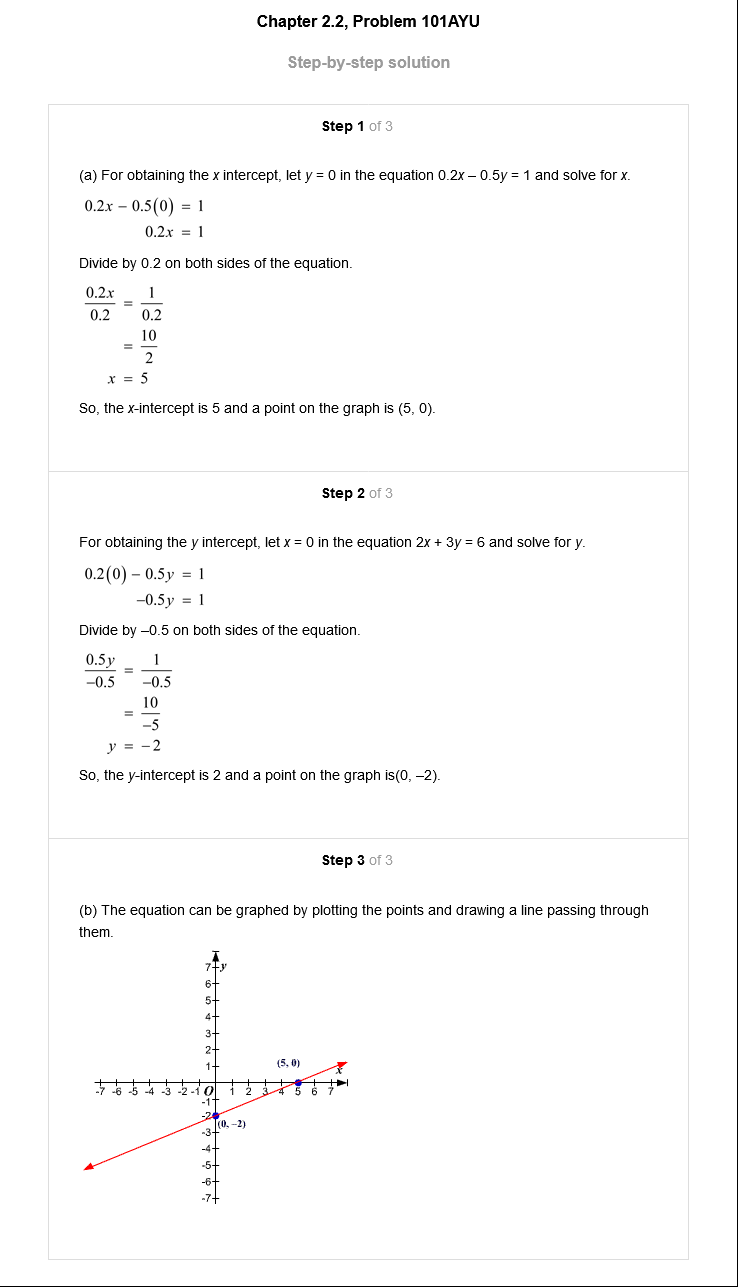 Chapter 2.2, Problem 101AYU
Step-by-step solution
Step 1 of 3
(a) For obtaining the x intercept, let y = 0 in the equation 0.2x – 0.5y = 1 and solve for x.
0.2x − 0.5(0) = 1
0.2x = 1
Divide by 0.2 on both sides of the equation.
0.2x/0.2 = 1/0.2
= 10/2
x = 5
So, the x-intercept is 5 and a point on the graph is (5, 0).
Step 2 of 3
For obtaining the y intercept, let x = 0 in the equation 2x + 3y = 6 and solve for y.
0.2(0) − 0.5y = 1
−0.5y = 1
Divide by –0.5 on both sides of the equation.
0.5y/−0.5 = 1/−0.5
= 10/−5
y = −2
So, the y-intercept is 2 and a point on the graph is(0, –2).
Step 3 of 3
(b) The equation can be graphed by plotting the points and drawing a line passing through
them.
7 y
6
5
4
3
2
1
(5, 0)
x
-7 -6 -5 -4 -3 -2 -1 O 1 2 3 4 5 6 7
-1
-2
(0, −2)
-3
-4
-5
-6
-7